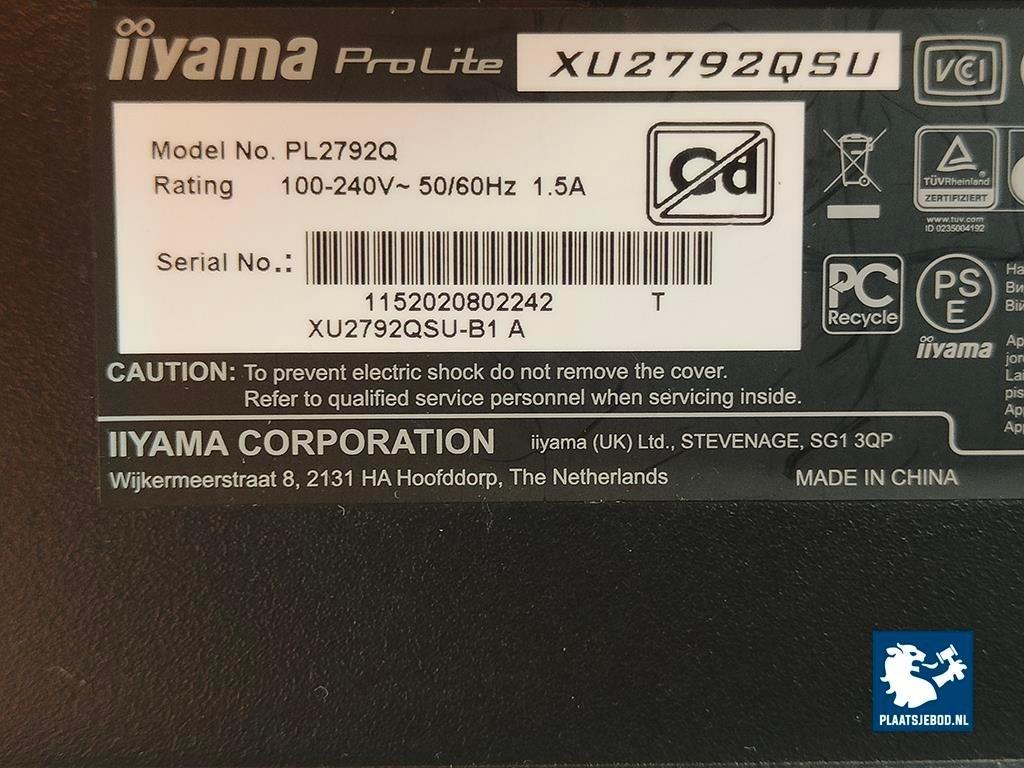 iiyama ProLite XU2792QSU
VCCI
Model No. PL2792Q
Rating 100-240V~ 50/60Hz 1.5A
Cd
TÜVRheinland®
ZERTIFIZIERT
www.tuv.com
ID 0235004192
Serial No.:
1152020802242 T
XU2792QSU-B1 A
PC
Recycle
PS
E
iiyama
CAUTION: To prevent electric shock do not remove the cover.
Refer to qualified service personnel when servicing inside.
IIYAMA CORPORATION iiyama (UK) Ltd., STEVENAGE, SG1 3QP
Wijkermeerstraat 8, 2131 HA Hoofddorp, The Netherlands MADE IN CHINA
PLAATSJEBOD.NL